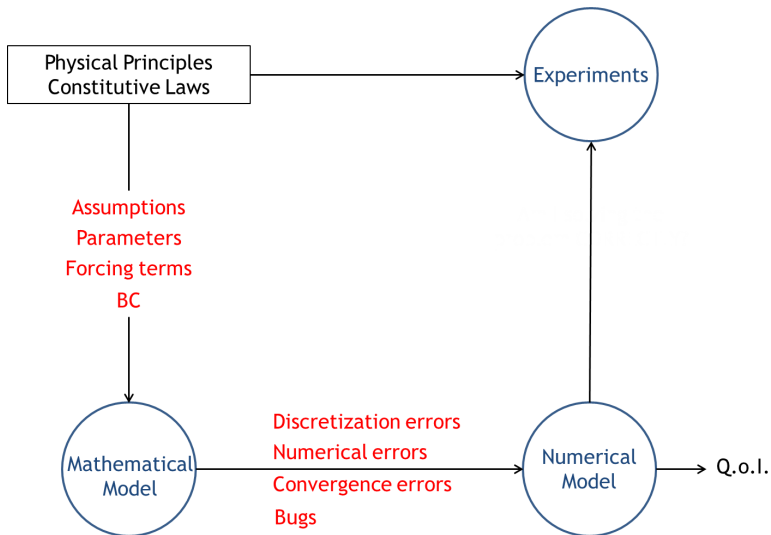 Physical Principles
Constitutive Laws
Experiments
Assumptions
Parameters
Forcing terms
BC
Mathematical
Model
Discretization errors
Numerical errors
Convergence errors
Bugs
Numerical
Model
Q.o.I.